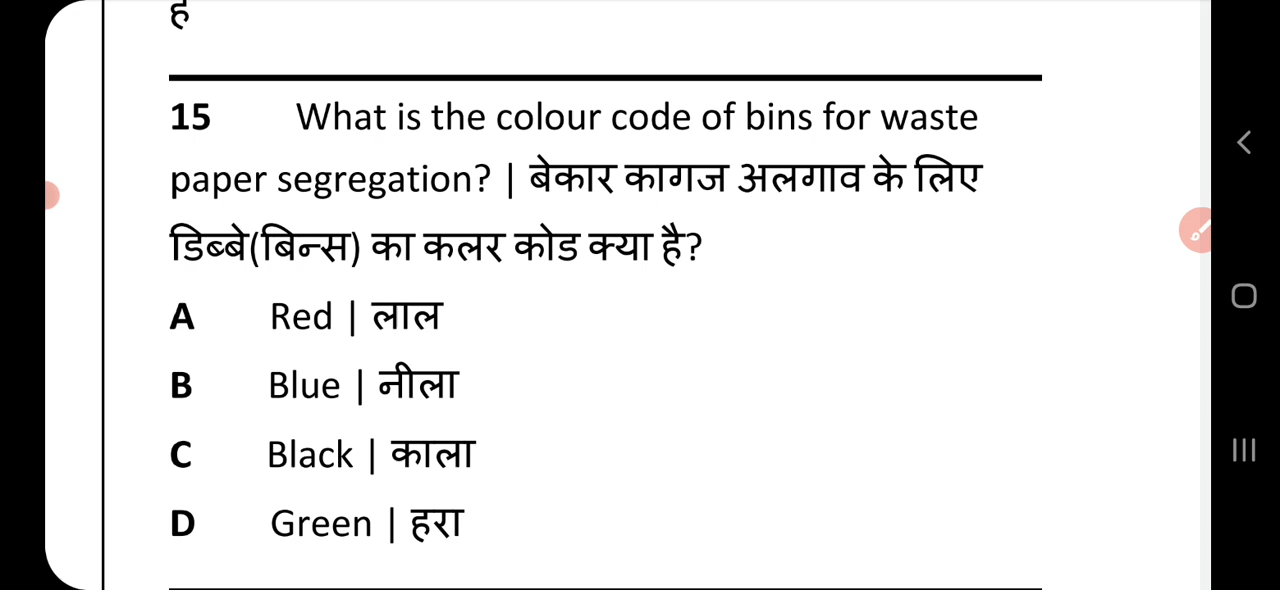 है
15 What is the colour code of bins for waste
paper segregation? | बेकार कागज अलगाव के लिए
डिब्बे(बिन्स) का कलर कोड क्या है?
A Red | लाल
B Blue | नीला
C Black | काला
D Green | हरा